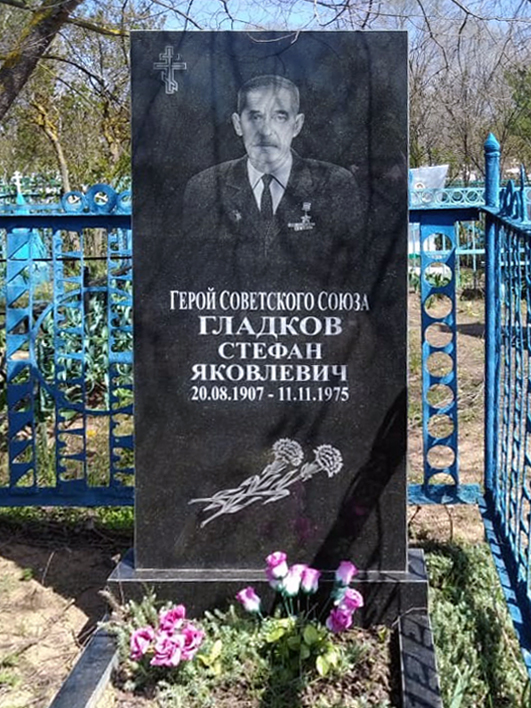 ГЕРОЙ СОВЕТСКОГО СОЮЗА
ГЛАДКОВ
СТЕФАН
ЯКОВЛЕВИЧ
20.08.1907 - 11.11.1975